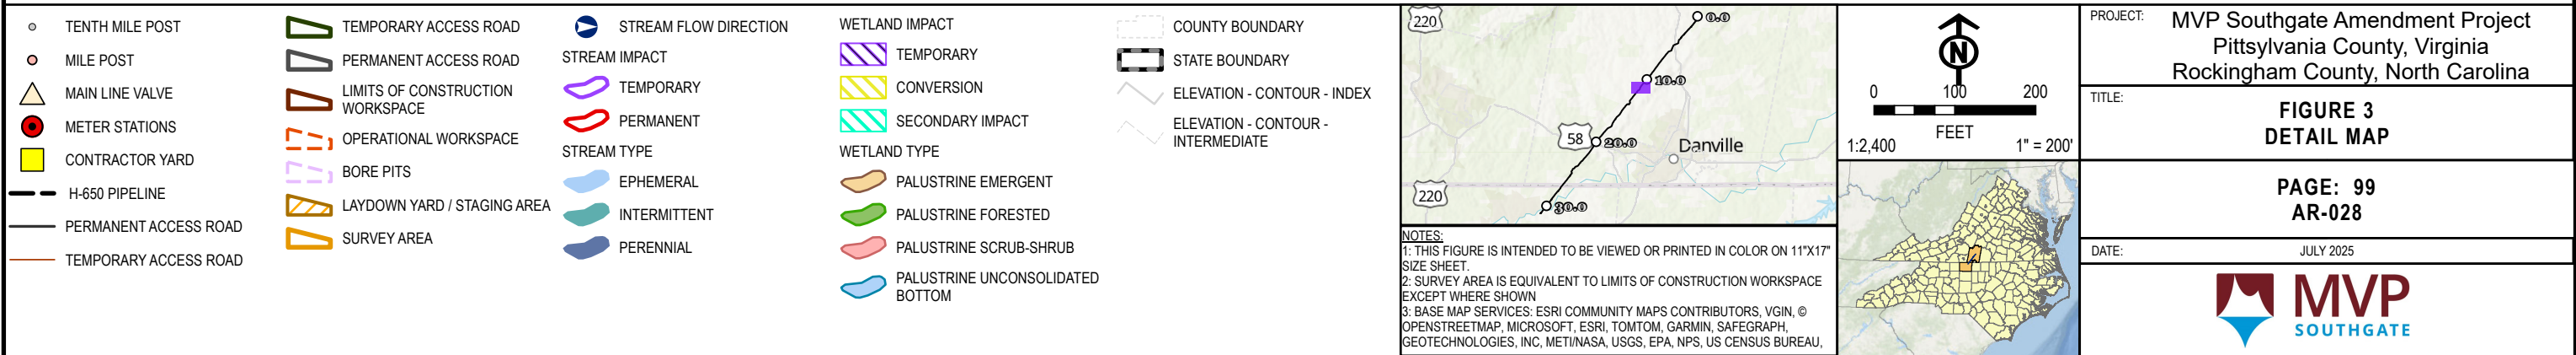 TENTH MILE POST
MILE POST
MAIN LINE VALVE
METER STATIONS
CONTRACTOR YARD
H-650 PIPELINE
PERMANENT ACCESS ROAD
TEMPORARY ACCESS ROAD
TEMPORARY ACCESS ROAD
PERMANENT ACCESS ROAD
LIMITS OF CONSTRUCTION
WORKSPACE
OPERATIONAL WORKSPACE
BORE PITS
LAYDOWN YARD / STAGING AREA
SURVEY AREA
STREAM FLOW DIRECTION
STREAM IMPACT
TEMPORARY
PERMANENT
STREAM TYPE
EPHEMERAL
INTERMITTENT
PERENNIAL
WETLAND IMPACT
TEMPORARY
CONVERSION
SECONDARY IMPACT
WETLAND TYPE
PALUSTRINE EMERGENT
PALUSTRINE FORESTED
PALUSTRINE SCRUB-SHRUB
PALUSTRINE UNCONSOLIDATED
BOTTOM
COUNTY BOUNDARY
STATE BOUNDARY
ELEVATION - CONTOUR - INDEX
ELEVATION - CONTOUR -
INTERMEDIATE
220
0.0
10.0
58
20.0
Danville
220
30.0
NOTES:
1: THIS FIGURE IS INTENDED TO BE VIEWED OR PRINTED IN COLOR ON 11"X17"
SIZE SHEET.
2: SURVEY AREA IS EQUIVALENT TO LIMITS OF CONSTRUCTION WORKSPACE
EXCEPT WHERE SHOWN
3: BASE MAP SERVICES: ESRI COMMUNITY MAPS CONTRIBUTORS, VGIN, ©
OPENSTREETMAP, MICROSOFT, ESRI, TOMTOM, GARMIN, SAFEGRAPH,
GEOTECHNOLOGIES, INC, METI/NASA, USGS, EPA, NPS, US CENSUS BUREAU,
N
0 100 200
FEET
1:2,400 1" = 200'
PROJECT: MVP Southgate Amendment Project
Pittsylvania County, Virginia
Rockingham County, North Carolina
TITLE:
FIGURE 3
DETAIL MAP
PAGE: 99
AR-028
DATE: JULY 2025
MVP
SOUTHGATE